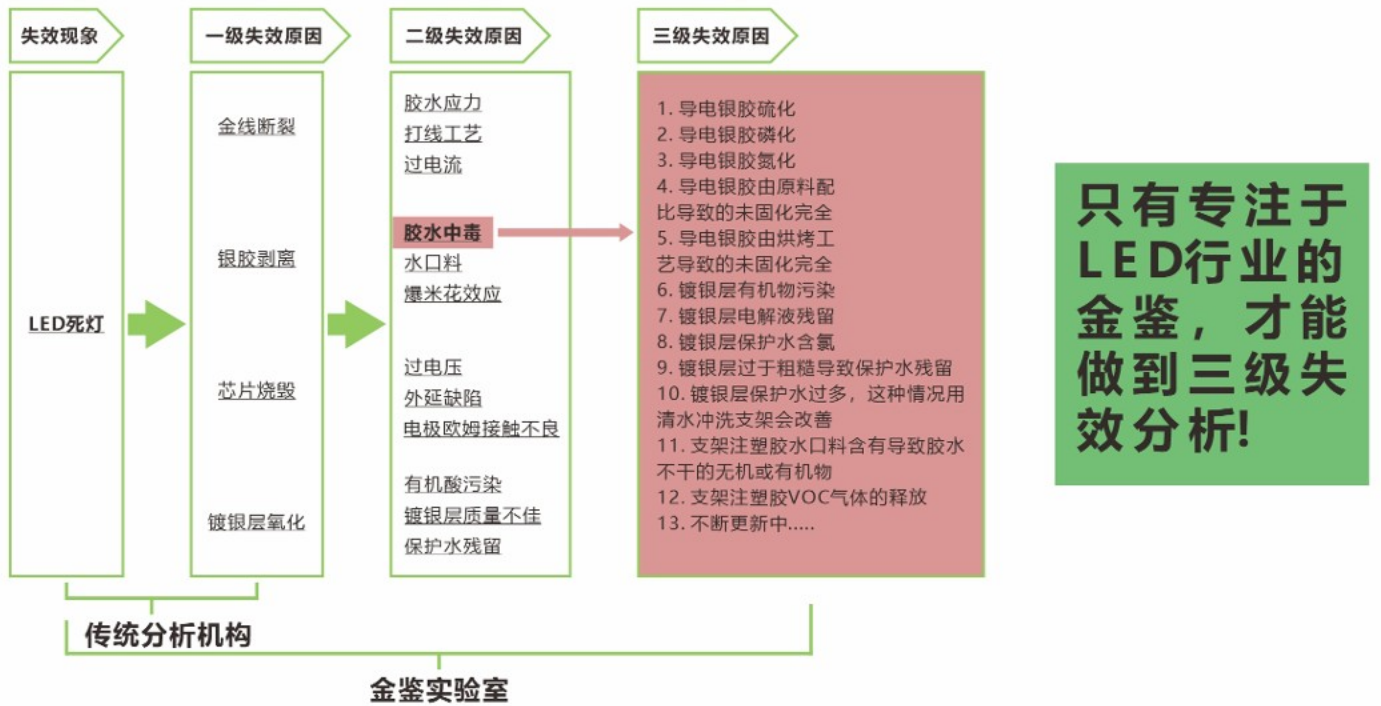 失效现象
一级失效原因
二级失效原因
三级失效原因
LED死灯
金线断裂
银胶剥离
芯片烧毁
镀银层氧化
胶水应力
打线工艺
过电流
胶水中毒
水口料
爆米花效应
过电压
外延缺陷
电极欧姆接触不良
有机酸污染
镀银层质量不佳
保护水残留
1. 导电银胶硫化
2. 导电银胶磷化
3. 导电银胶氮化
4. 导电银胶由原料配
比导致的未固化完全
5. 导电银胶由烘烤工
艺导致的未固化完全
6. 镀银层有机物污染
7. 镀银层电解液残留
8. 镀银层保护水含氯
9. 镀银层过于粗糙导致保护水残留
10. 镀银层保护水过多，这种情况用
清水冲洗支架会改善
11. 支架注塑胶水口料含有导致胶水
不干的无机或有机物
12. 支架注塑胶VOC气体的释放
13. 不断更新中.....
只有专注于
LED行业的
金鉴，才能
做到三级失
效分析!
传统分析机构
金鉴实验室